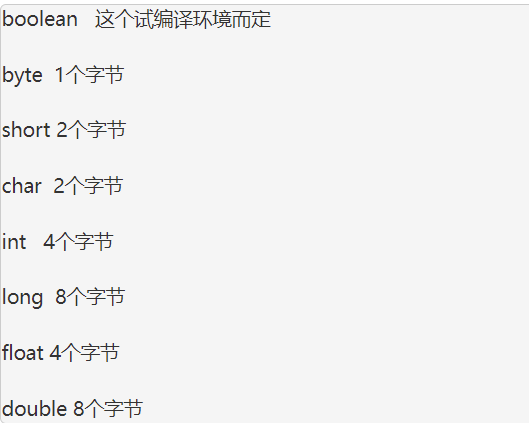 boolean   这个试编译环境而定
byte  1个字节
short 2个字节
char  2个字节
int   4个字节
long  8个字节
float 4个字节
double 8个字节